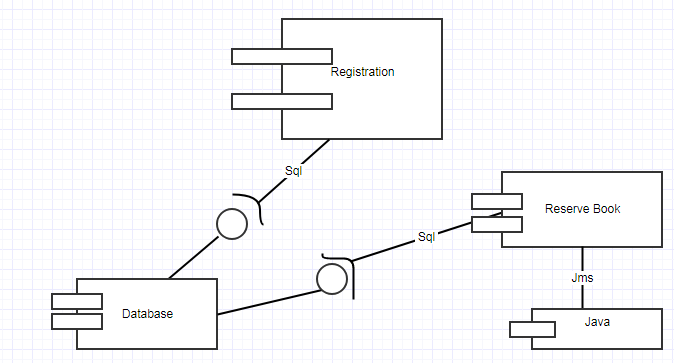 Registration
Sql
Reserve Book
Sql
Jms
Database
Java